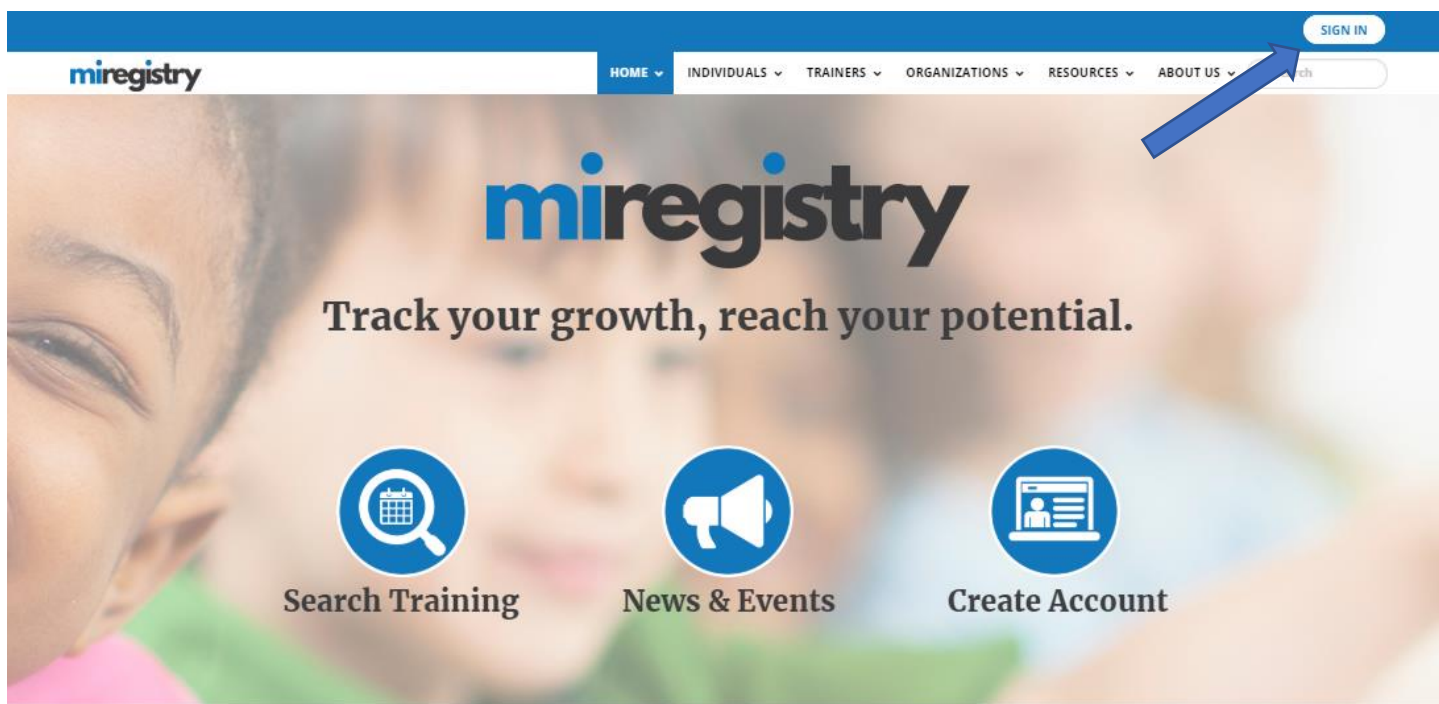 SIGN IN
miregistry
HOME INDIVIDUALS TRAINERS ORGANIZATIONS RESOURCES ABOUT US
miregistry
Track your growth, reach your potential.
Search Training News & Events Create Account